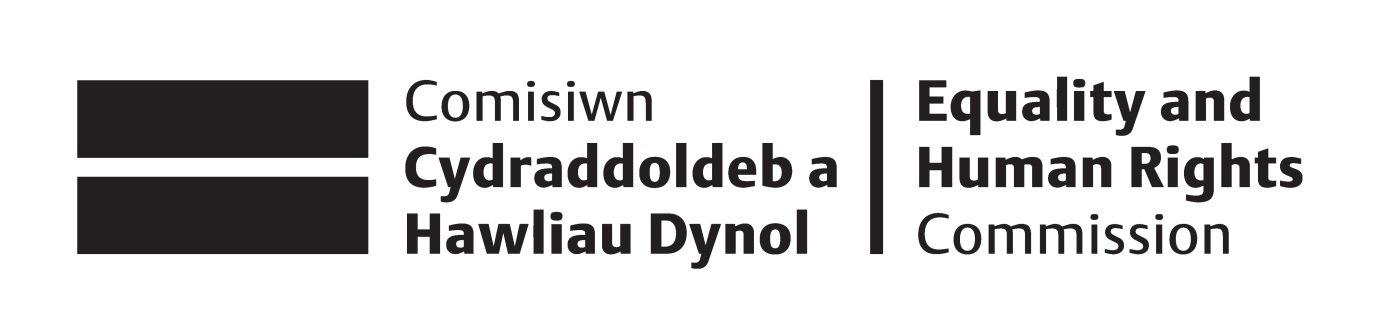 Comisiwn
Cydraddoldeb a
Hawliau Dynol
Equality and
Human Rights
Commission